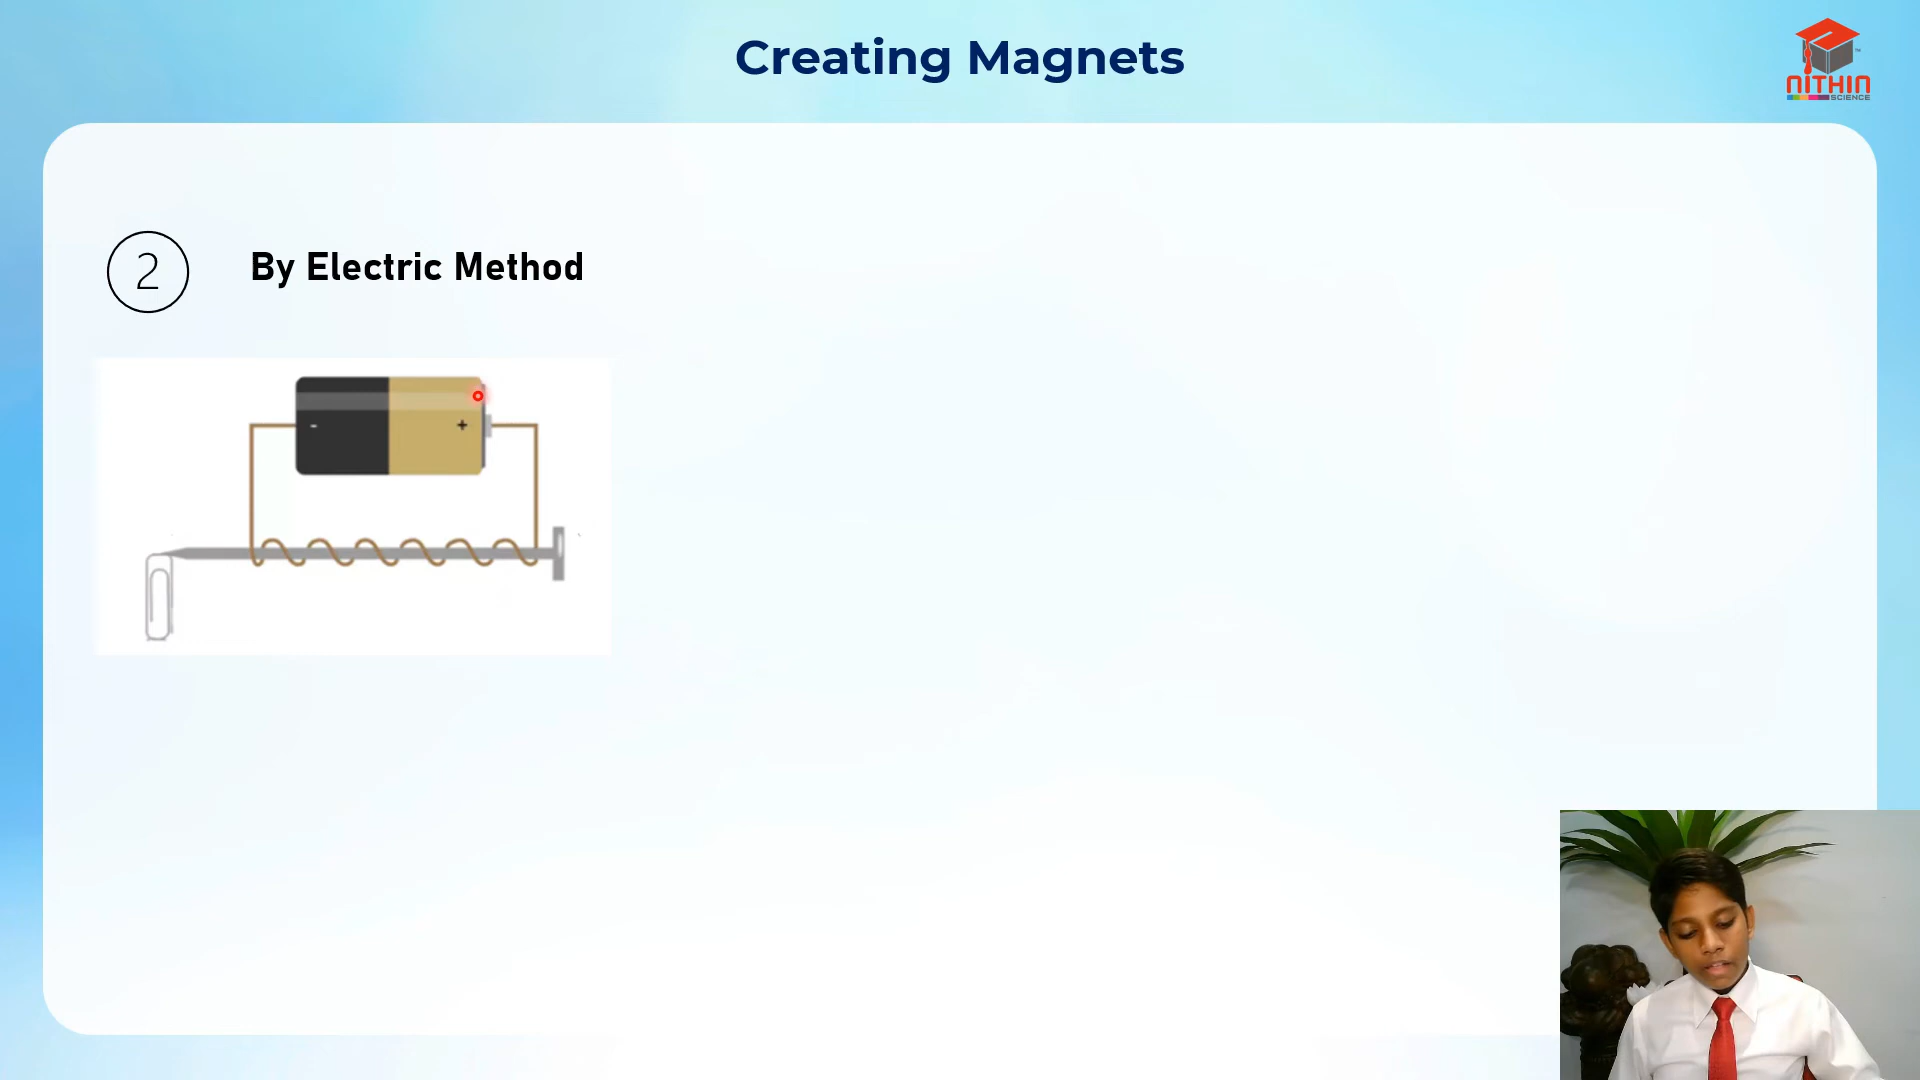 Creating Magnets
NITHIN
SCIENCE
2
By Electric Method
- +